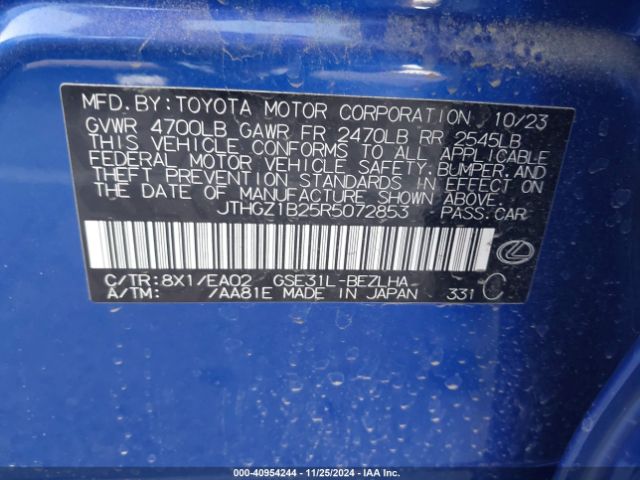 MFD.BY:TOYOTA MOTOR CORPORATION 10/23
GVWR 4700LB GAWR FR 2470LB RR 2545LB
THIS VEHICLE CONFORMS TO ALL APPLICABLE
FEDERAL MOTOR VEHICLE SAFETY,BUMPER, AND
THEFT PREVENTION STANDARDS IN EFFECT ON
THE DATE OF MANUFACTURE SHOWN ABOVE.
JTHGZ1B25R5072853 PASS.CAR
C/TR:8X1/EA02 GSE31L-BEZLHA
A/TM: /AA81E MADE IN JAPAN 331 C
000-40954244 - 11/25/2024 - IAA Inc.